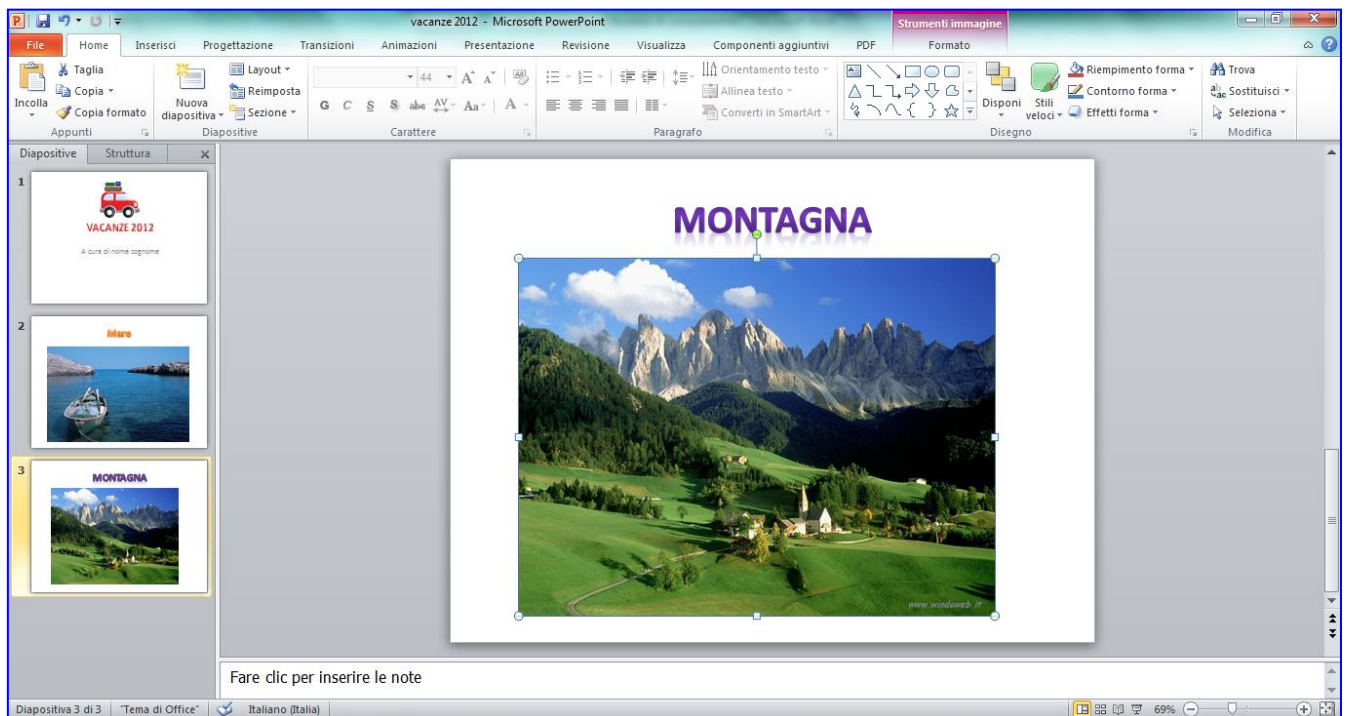 vacanze 2012 - Microsoft PowerPoint
Strumenti immagine
File Home Inserisci Progettazione Transizioni Animazioni Presentazione Revisione Visualizza Componenti aggiuntivi PDF Formato
Incolla
Taglia
Copia
Copia formato
Appunti
Nuova diapositiva
Layout
Reimposta
Sezione
Diapositive
44
G C S S abc AV Aa A
Carattere
Orientamento testo
Allinea testo
Converti in SmartArt
Paragrafo
Disponi
Stili veloci
Riempimento forma
Contorno forma
Effetti forma
Disegno
Trova
Sostituisci
Seleziona
Modifica
Diapositive Struttura
1
VACANZE 2012
A cura di nome cognome
2
Mare
3
MONTAGNA
MONTAGNA
www.windoweb.it
Fare clic per inserire le note
Diapositiva 3 di 3 "Tema di Office" Italiano (Italia) 69%